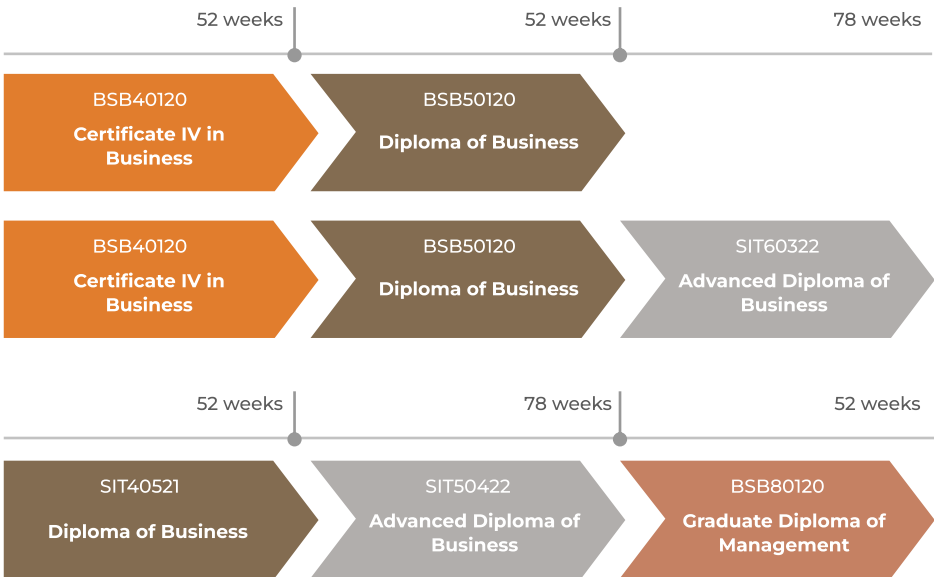 52 weeks
52 weeks
78 weeks
BSB40120
Certificate IV in
Business
BSB50120
Diploma of Business
BSB40120
Certificate IV in
Business
BSB50120
Diploma of Business
SIT60322
Advanced Diploma of
Business
52 weeks
78 weeks
52 weeks
SIT40521
Diploma of Business
SIT50422
Advanced Diploma of
Business
BSB80120
Graduate Diploma of
Management